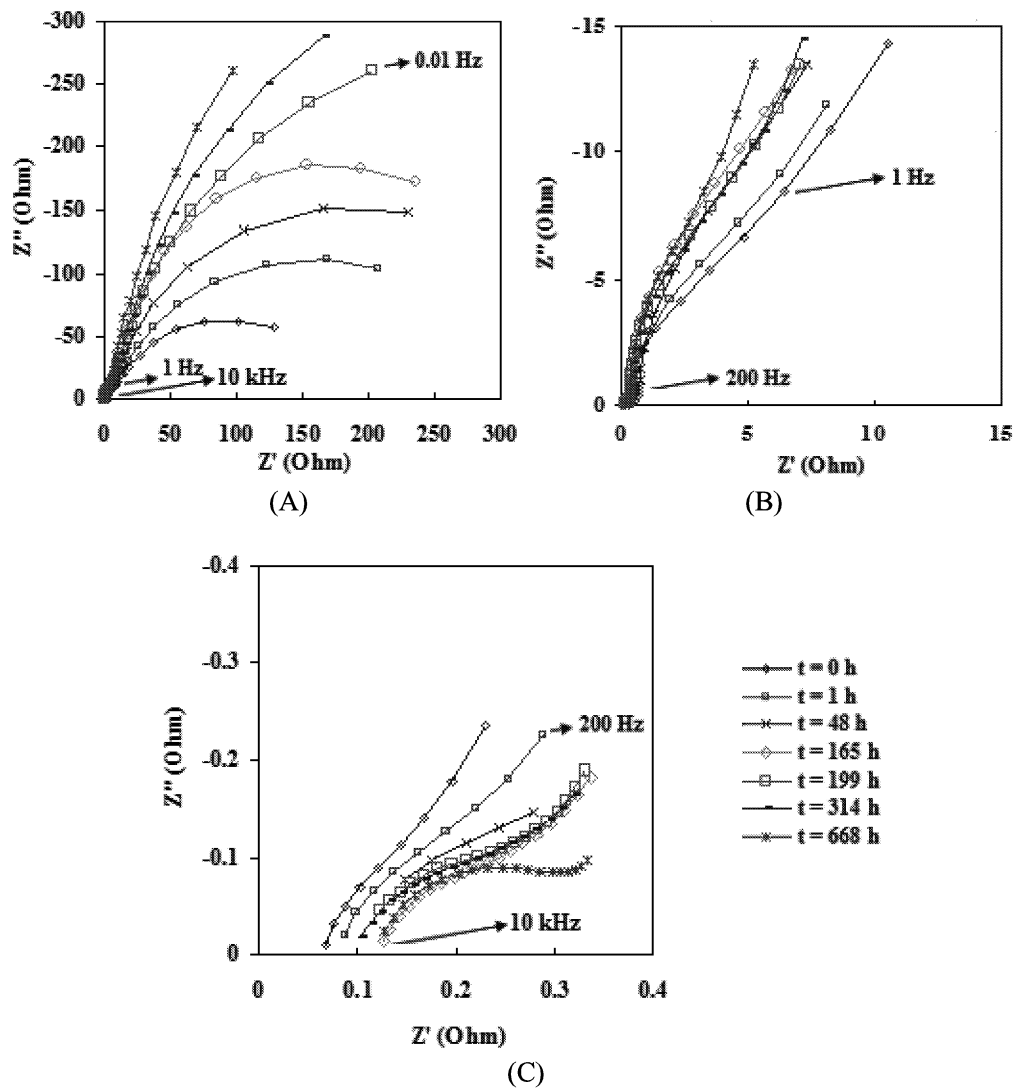 -300
-250
-200
-150
-100
-50
0
Z'' (Ohm)
0.01 Hz
1 Hz
10 kHz
0 50 100 150 200 250 300
Z' (Ohm)
(A)
-15
-10
-5
0
Z'' (Ohm)
1 Hz
200 Hz
0 5 10 15
Z' (Ohm)
(B)
-0.4
-0.3
-0.2
-0.1
0
Z'' (Ohm)
200 Hz
10 kHz
0 0.1 0.2 0.3 0.4
Z' (Ohm)
t = 0 h
t = 1 h
t = 48 h
t = 165 h
t = 199 h
t = 314 h
t = 668 h
(C)